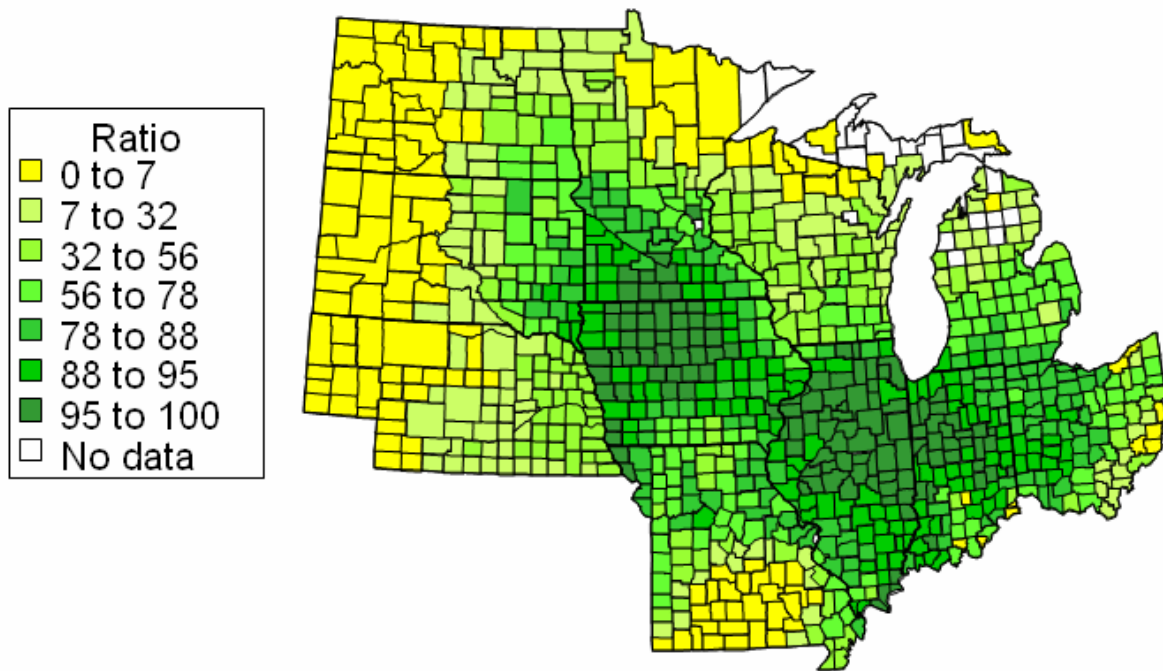 Ratio
0 to 7
7 to 32
32 to 56
56 to 78
78 to 88
88 to 95
95 to 100
No data